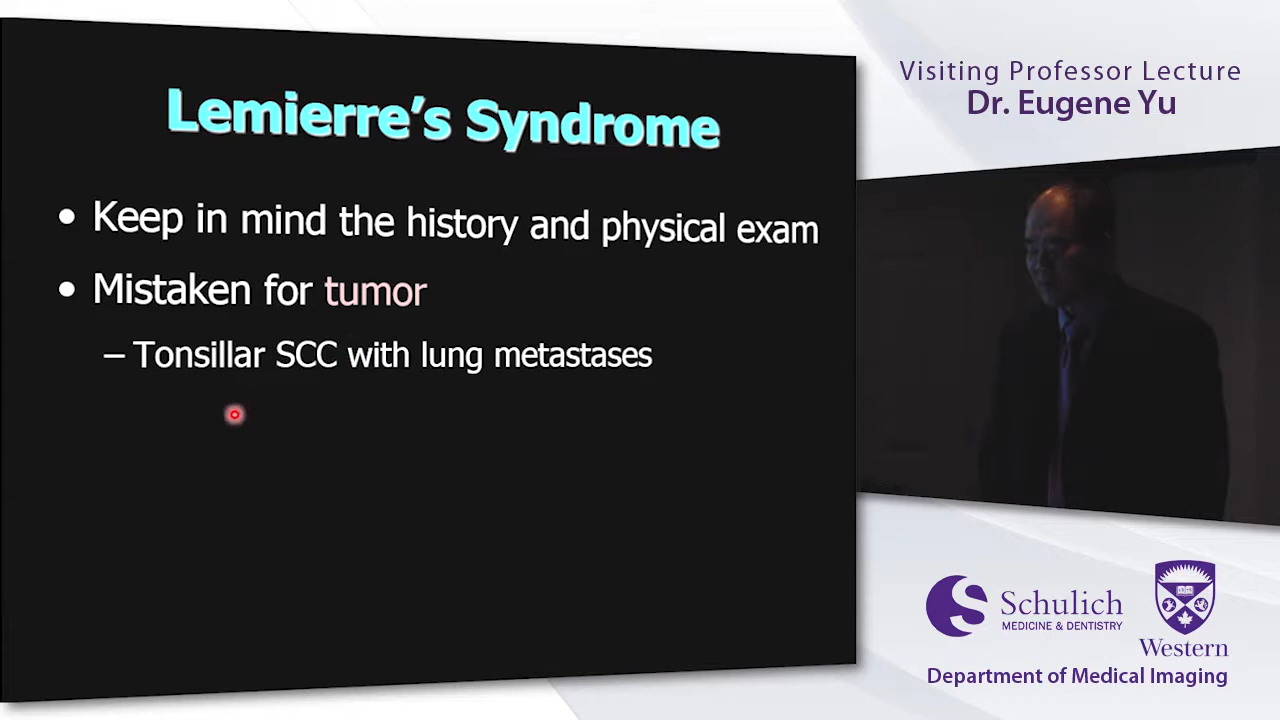 Lemierre's Syndrome
• Keep in mind the history and physical exam
• Mistaken for tumor
– Tonsillar SCC with lung metastases
Visiting Professor Lecture
Dr. Eugene Yu
Schulich
MEDICINE & DENTISTRY
Western
Department of Medical Imaging